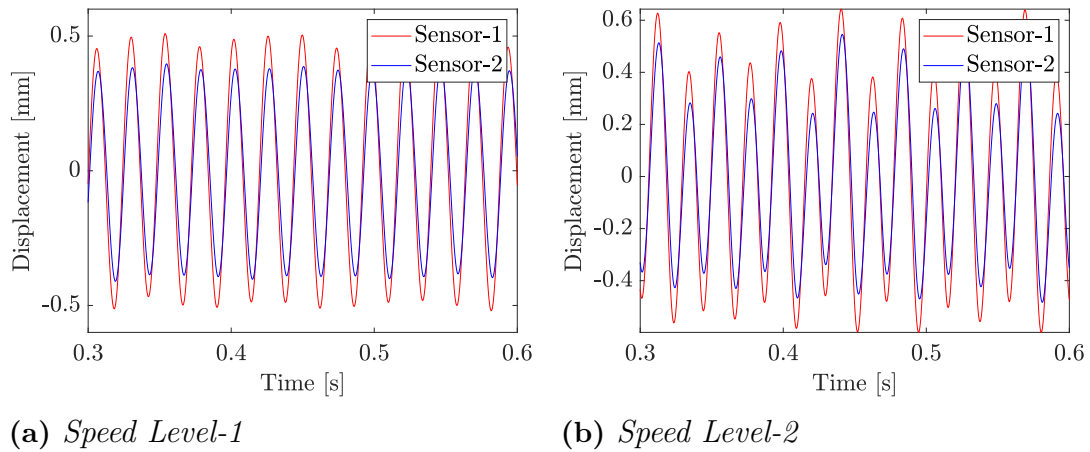 0.5
0
-0.5
Displacement [mm]
Sensor-1
Sensor-2
0.3
0.4
0.5
0.6
Time [s]
(a) Speed Level-1
0.6
0.4
0.2
0
-0.2
-0.4
Displacement [mm]
Sensor-1
Sensor-2
0.3
0.4
0.5
0.6
Time [s]
(b) Speed Level-2